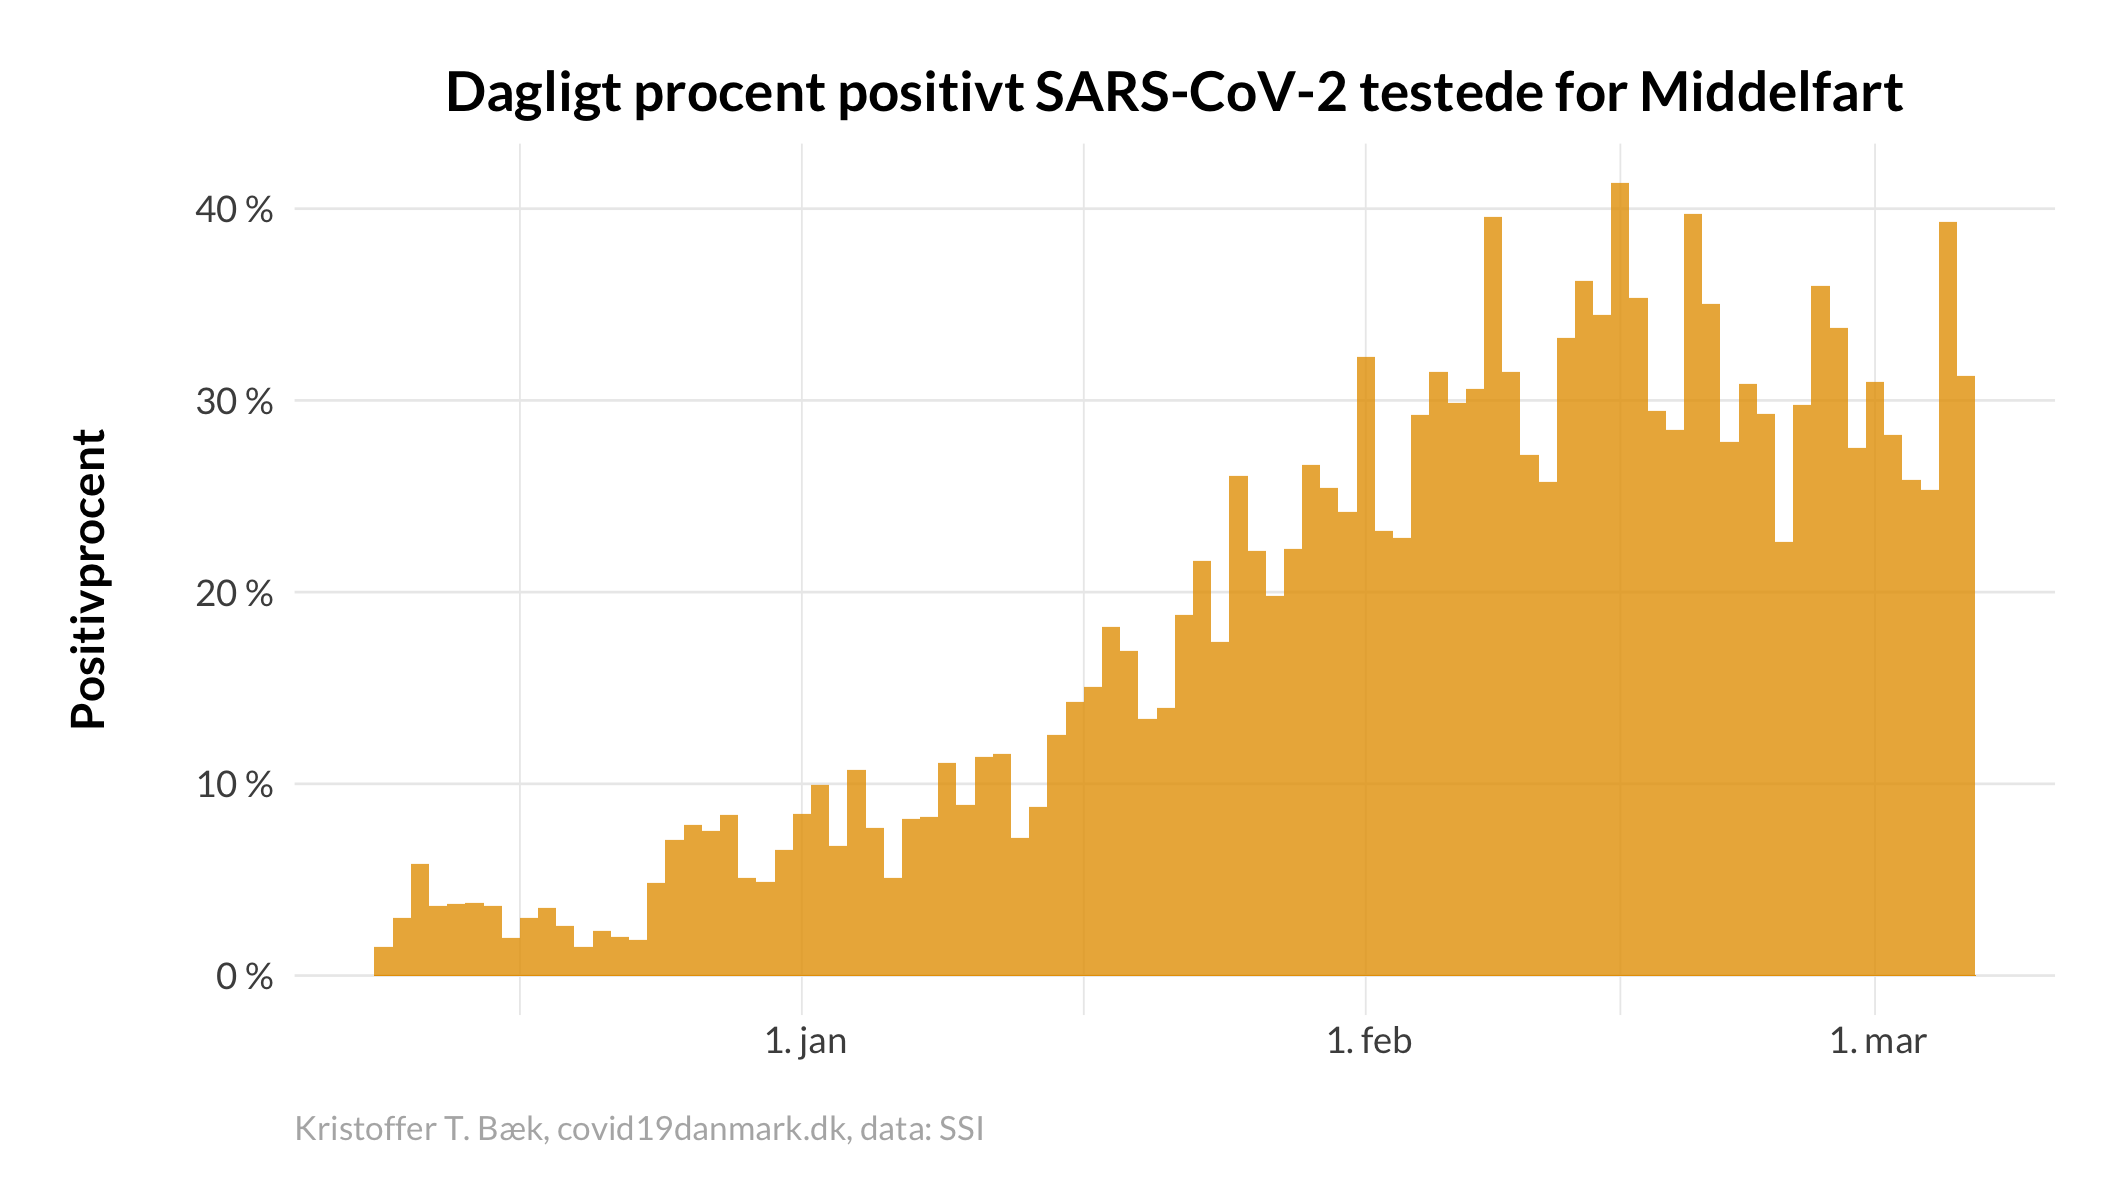 Dagligt procent positivt SARS-CoV-2 testede for Middelfart
Positivprocent
40 %
30 %
20 %
10 %
0 %
1. jan
1. feb
1. mar
Kristoffer T. Bæk, covid19danmark.dk, data: SSI